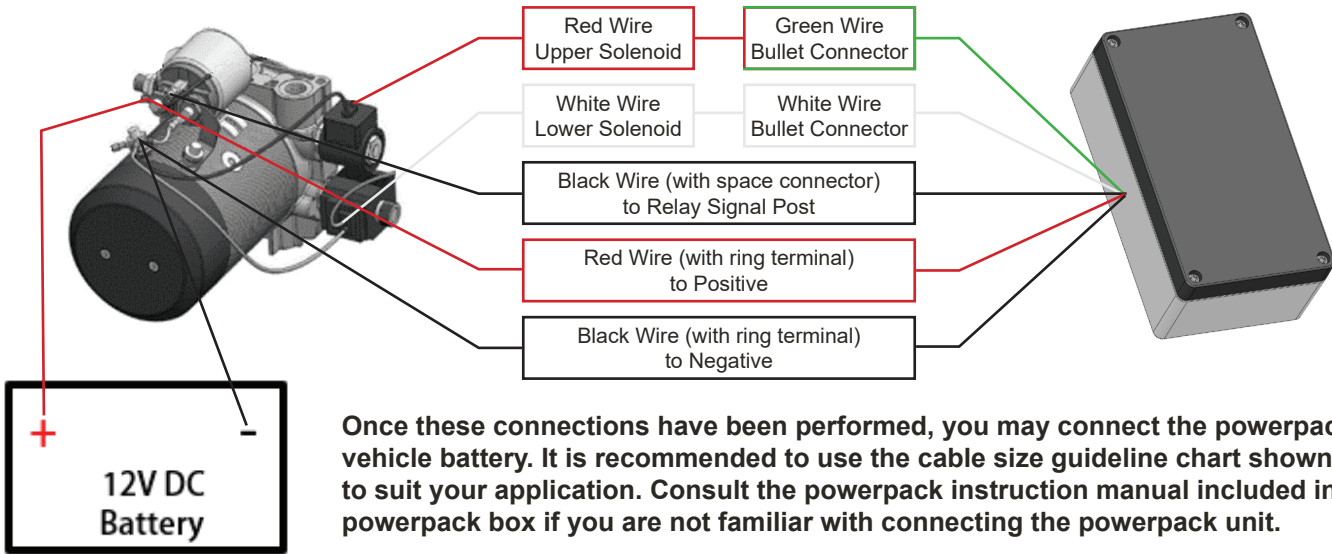 Red Wire
Upper Solenoid
Green Wire
Bullet Connector
White Wire
Lower Solenoid
White Wire
Bullet Connector
Black Wire (with space connector)
to Relay Signal Post
Red Wire (with ring terminal)
to Positive
Black Wire (with ring terminal)
to Negative
+
-
12V DC
Battery
Once these connections have been performed, you may connect the powerpac
vehicle battery. It is recommended to use the cable size guideline chart shown
to suit your application. Consult the powerpack instruction manual included in
powerpack box if you are not familiar with connecting the powerpack unit.